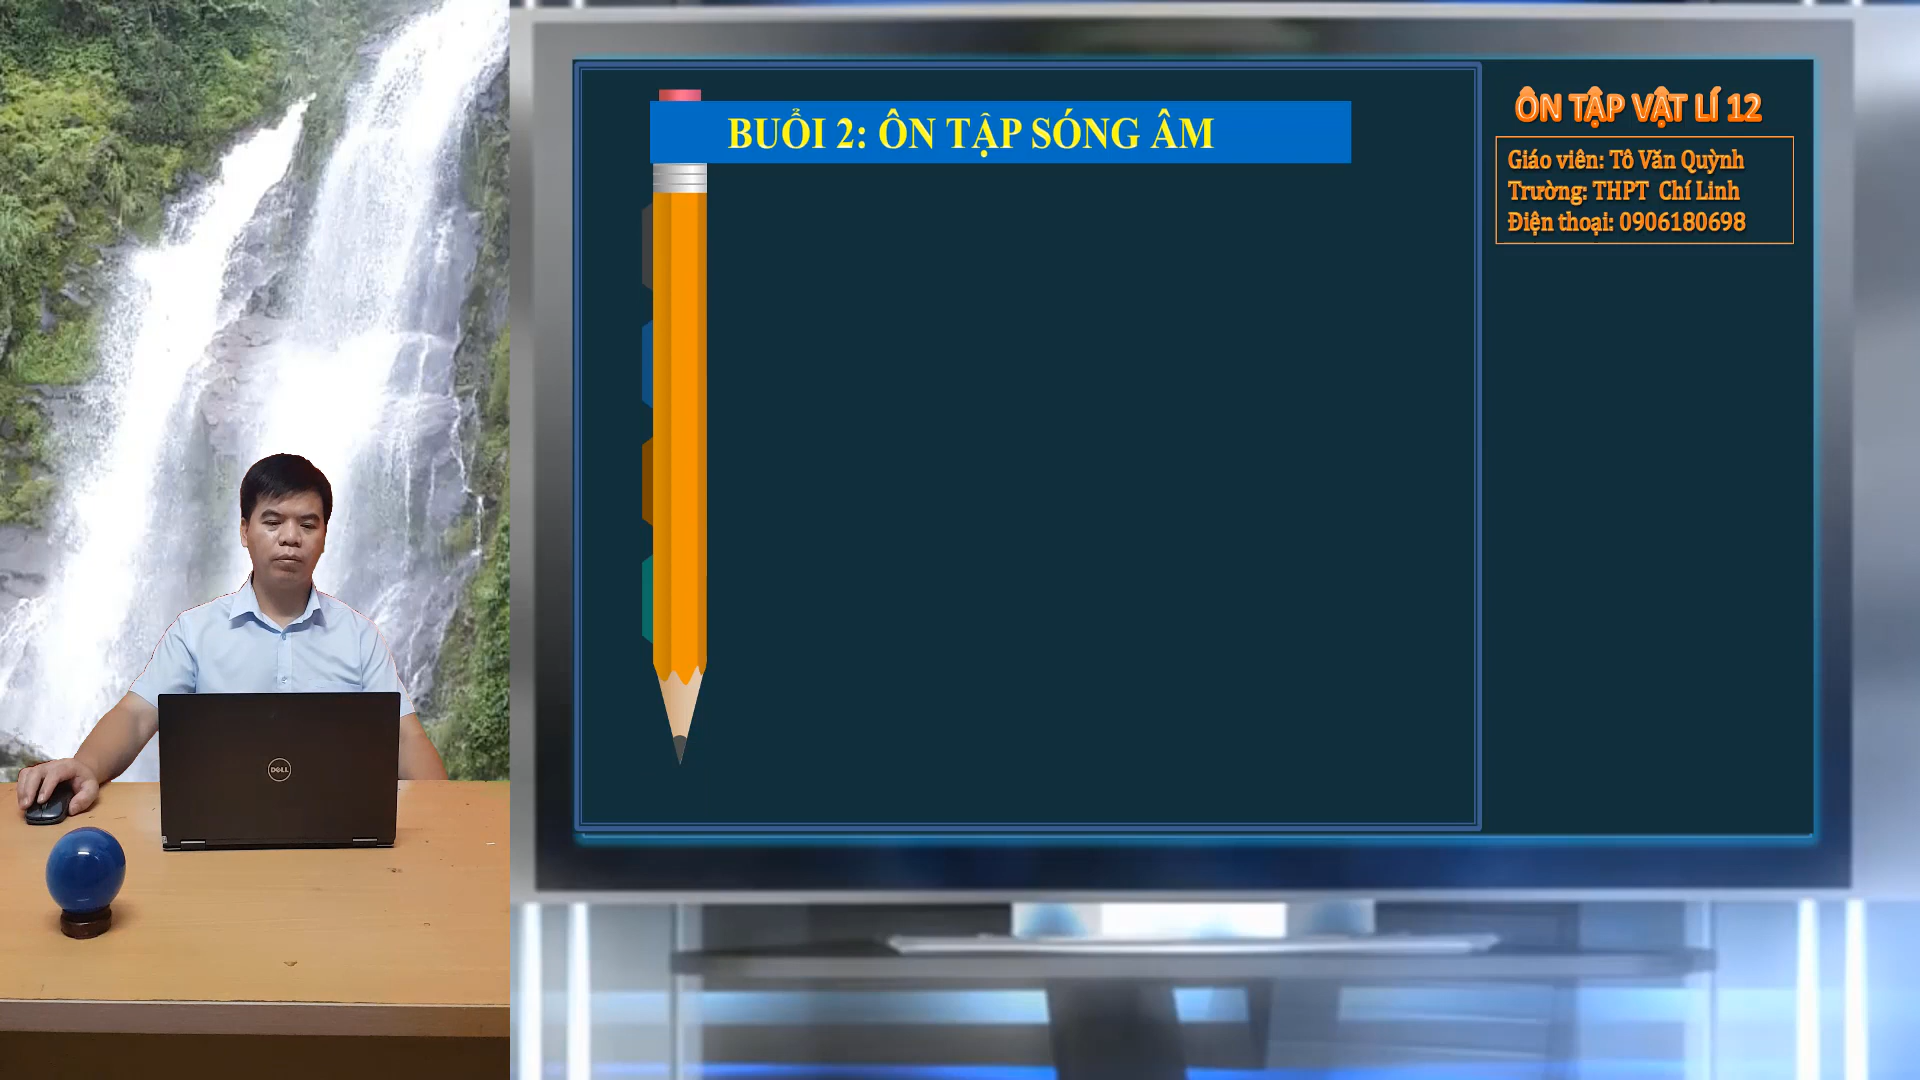 BUỔI 2: ÔN TẬP SÓNG ÂM
ÔN TẬP VẬT LÍ 12
Giáo viên: Tô Văn Quỳnh
Trường: THPT Chí Linh
Điện thoại: 0906180698
DELL